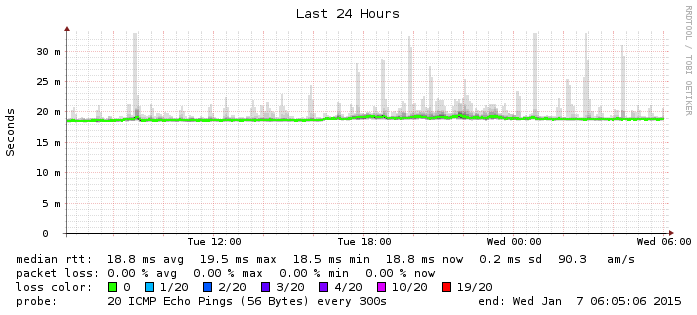 Last 24 Hours
RRDTOOL / TOBI OETIKER
Seconds
30 m
25 m
20 m
15 m
10 m
5 m
0
Tue 12:00 Tue 18:00 Wed 00:00 Wed 06:00
median rtt: 18.8 ms avg 19.5 ms max 18.5 ms min 18.8 ms now 0.2 ms sd 90.3 am/s
packet loss: 0.00 % avg 0.00 % max 0.00 % min 0.00 % now
loss color: 0 1/20 2/20 3/20 4/20 10/20 19/20
probe: 20 ICMP Echo Pings (56 Bytes) every 300s end: Wed Jan 7 06:05:06 2015